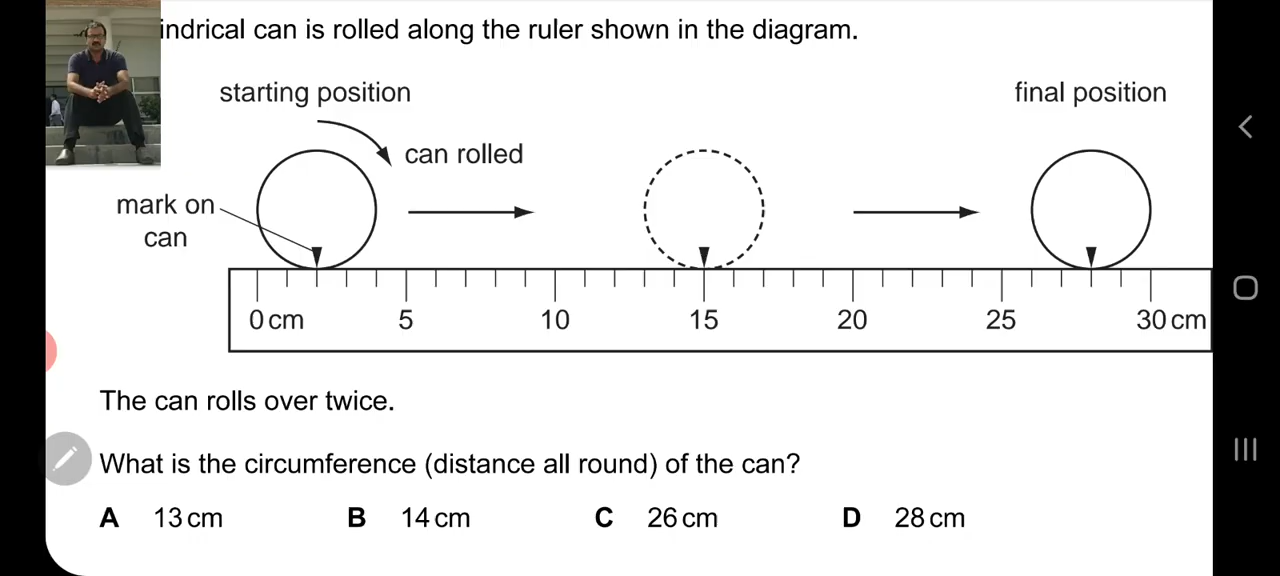 indrical can is rolled along the ruler shown in the diagram.
starting position
final position
can rolled
mark on
can
0 cm 5 10 15 20 25 30 cm
The can rolls over twice.
What is the circumference (distance all round) of the can?
A 13 cm B 14 cm C 26 cm D 28 cm